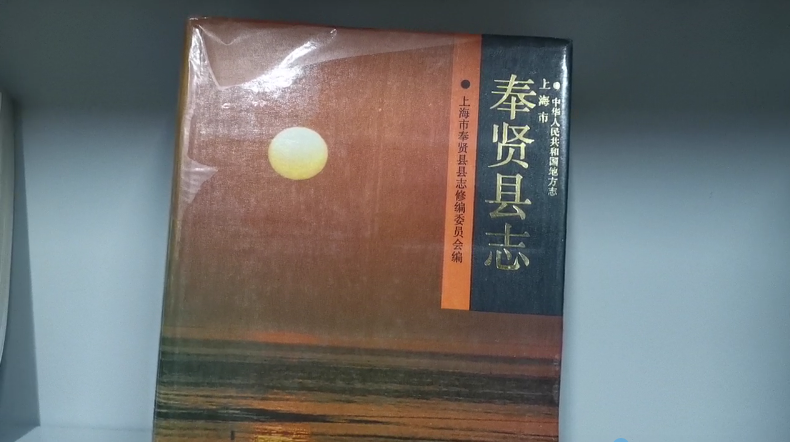 中华人民共和国地方志
上海市
奉贤县志
上海市奉贤县县志修编委员会编